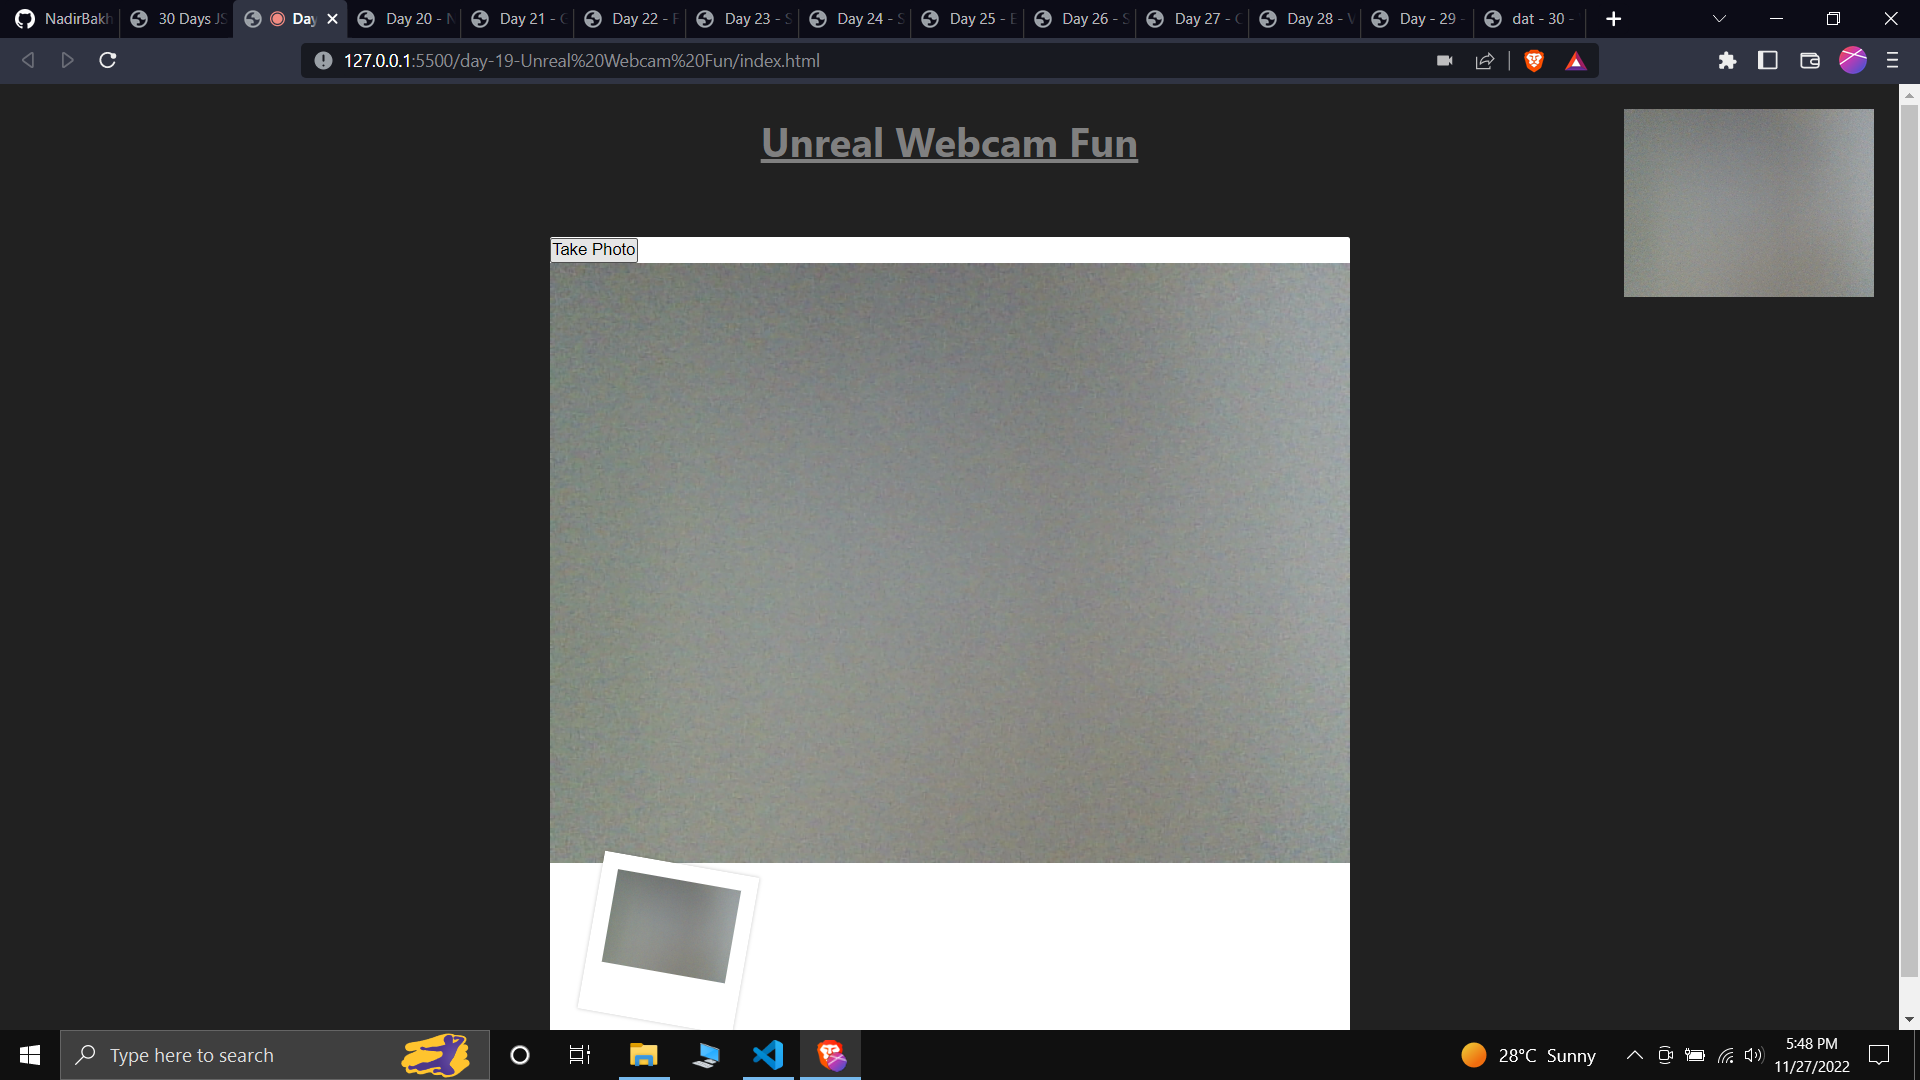 NadirBakh
30 Days JS
Day
Day 20 - N
Day 21 -
Day 22 - F
Day 23 - S
Day 24 - S
Day 25 - E
Day 26 - S
Day 27 -
Day 28 - V
Day - 29 -
dat - 30 -
127.0.0.1:5500/day-19-Unreal%20Webcam%20Fun/index.html
Unreal Webcam Fun
Take Photo
Type here to search
28°C Sunny
5:48 PM
11/27/2022